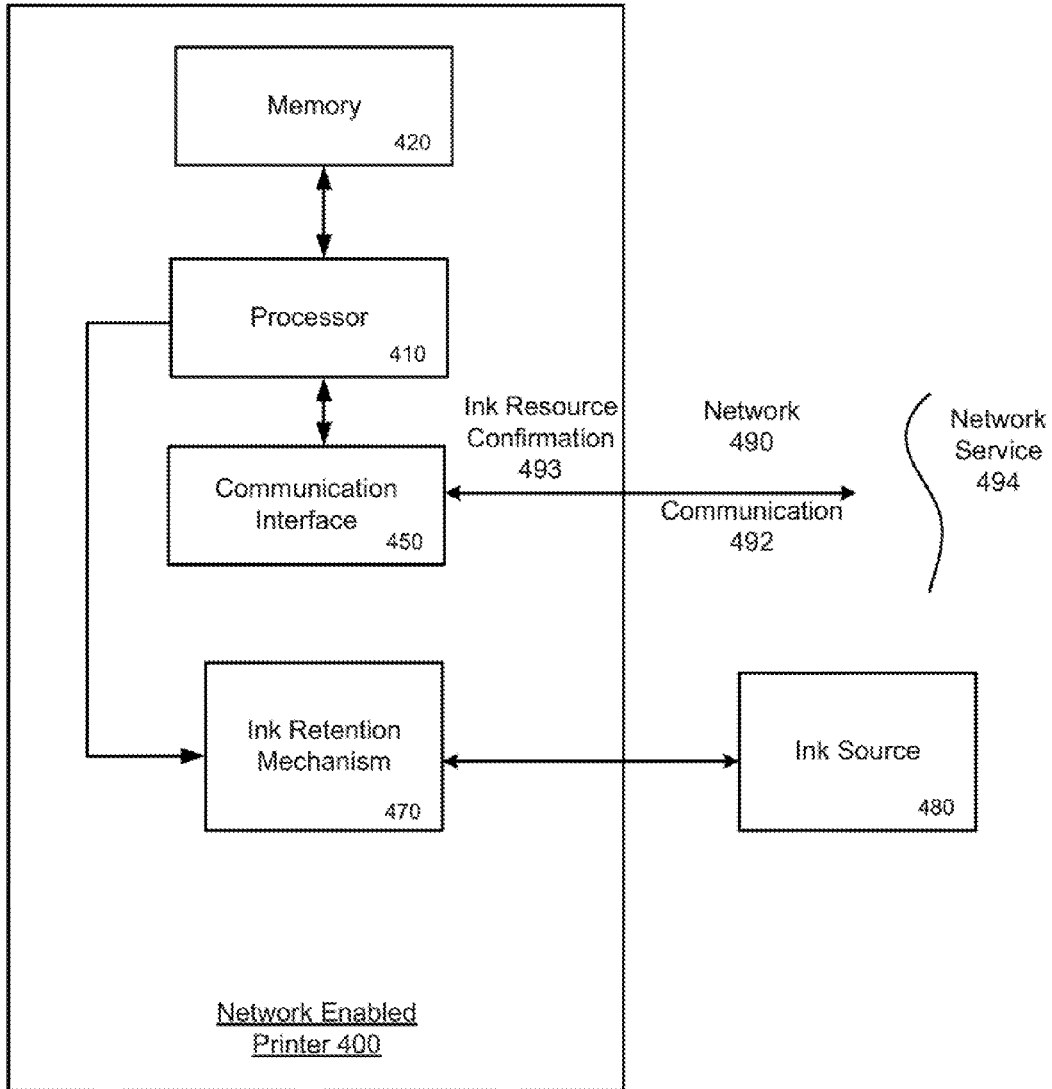 Memory
420
Processor
410
Ink Resource
Confirmation
493
Network
490
Network
Service
494
Communication
Interface
450
Communication
492
Ink Retention
Mechanism
470
Ink Source
480
Network Enabled
Printer 400